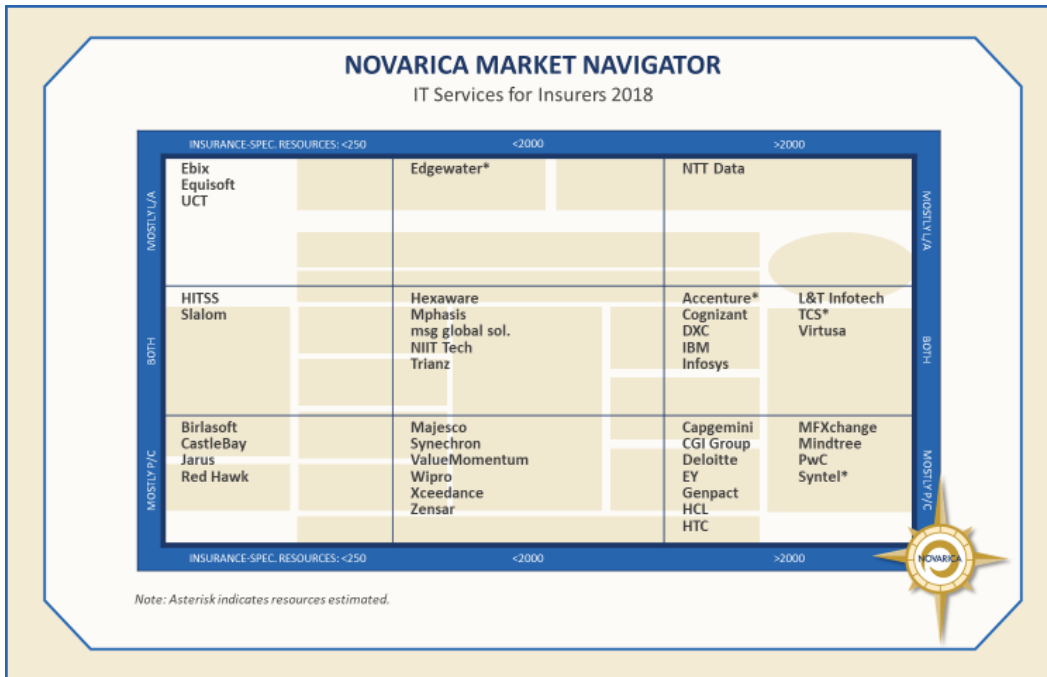 NOVARICA MARKET NAVIGATOR
IT Services for Insurers 2018
INSURANCE-SPEC. RESOURCES: <250
<2000
>2000
MOSTLY L/A
Ebix
Equisoft
UCT
Edgewater*
NTT Data
MOSTLY L/A
BOTH
HITSS
Slalom
Hexaware
Mphasis
msg global sol.
NIIT Tech
Trianz
Accenture*
Cognizant
DXC
IBM
Infosys
L&T Infotech
TCS*
Virtusa
BOTH
MOSTLY P/C
Birlasoft
CastleBay
Jarus
Red Hawk
Majesco
Synechron
ValueMomentum
Wipro
Xceedance
Zensar
Capgemini
CGI Group
Deloitte
EY
Genpact
HCL
HTC
MFXchange
Mindtree
PwC
Syntel*
MOSTLY P/C
INSURANCE-SPEC. RESOURCES: <250
<2000
>2000
NOVARICA
Note: Asterisk indicates resources estimated.